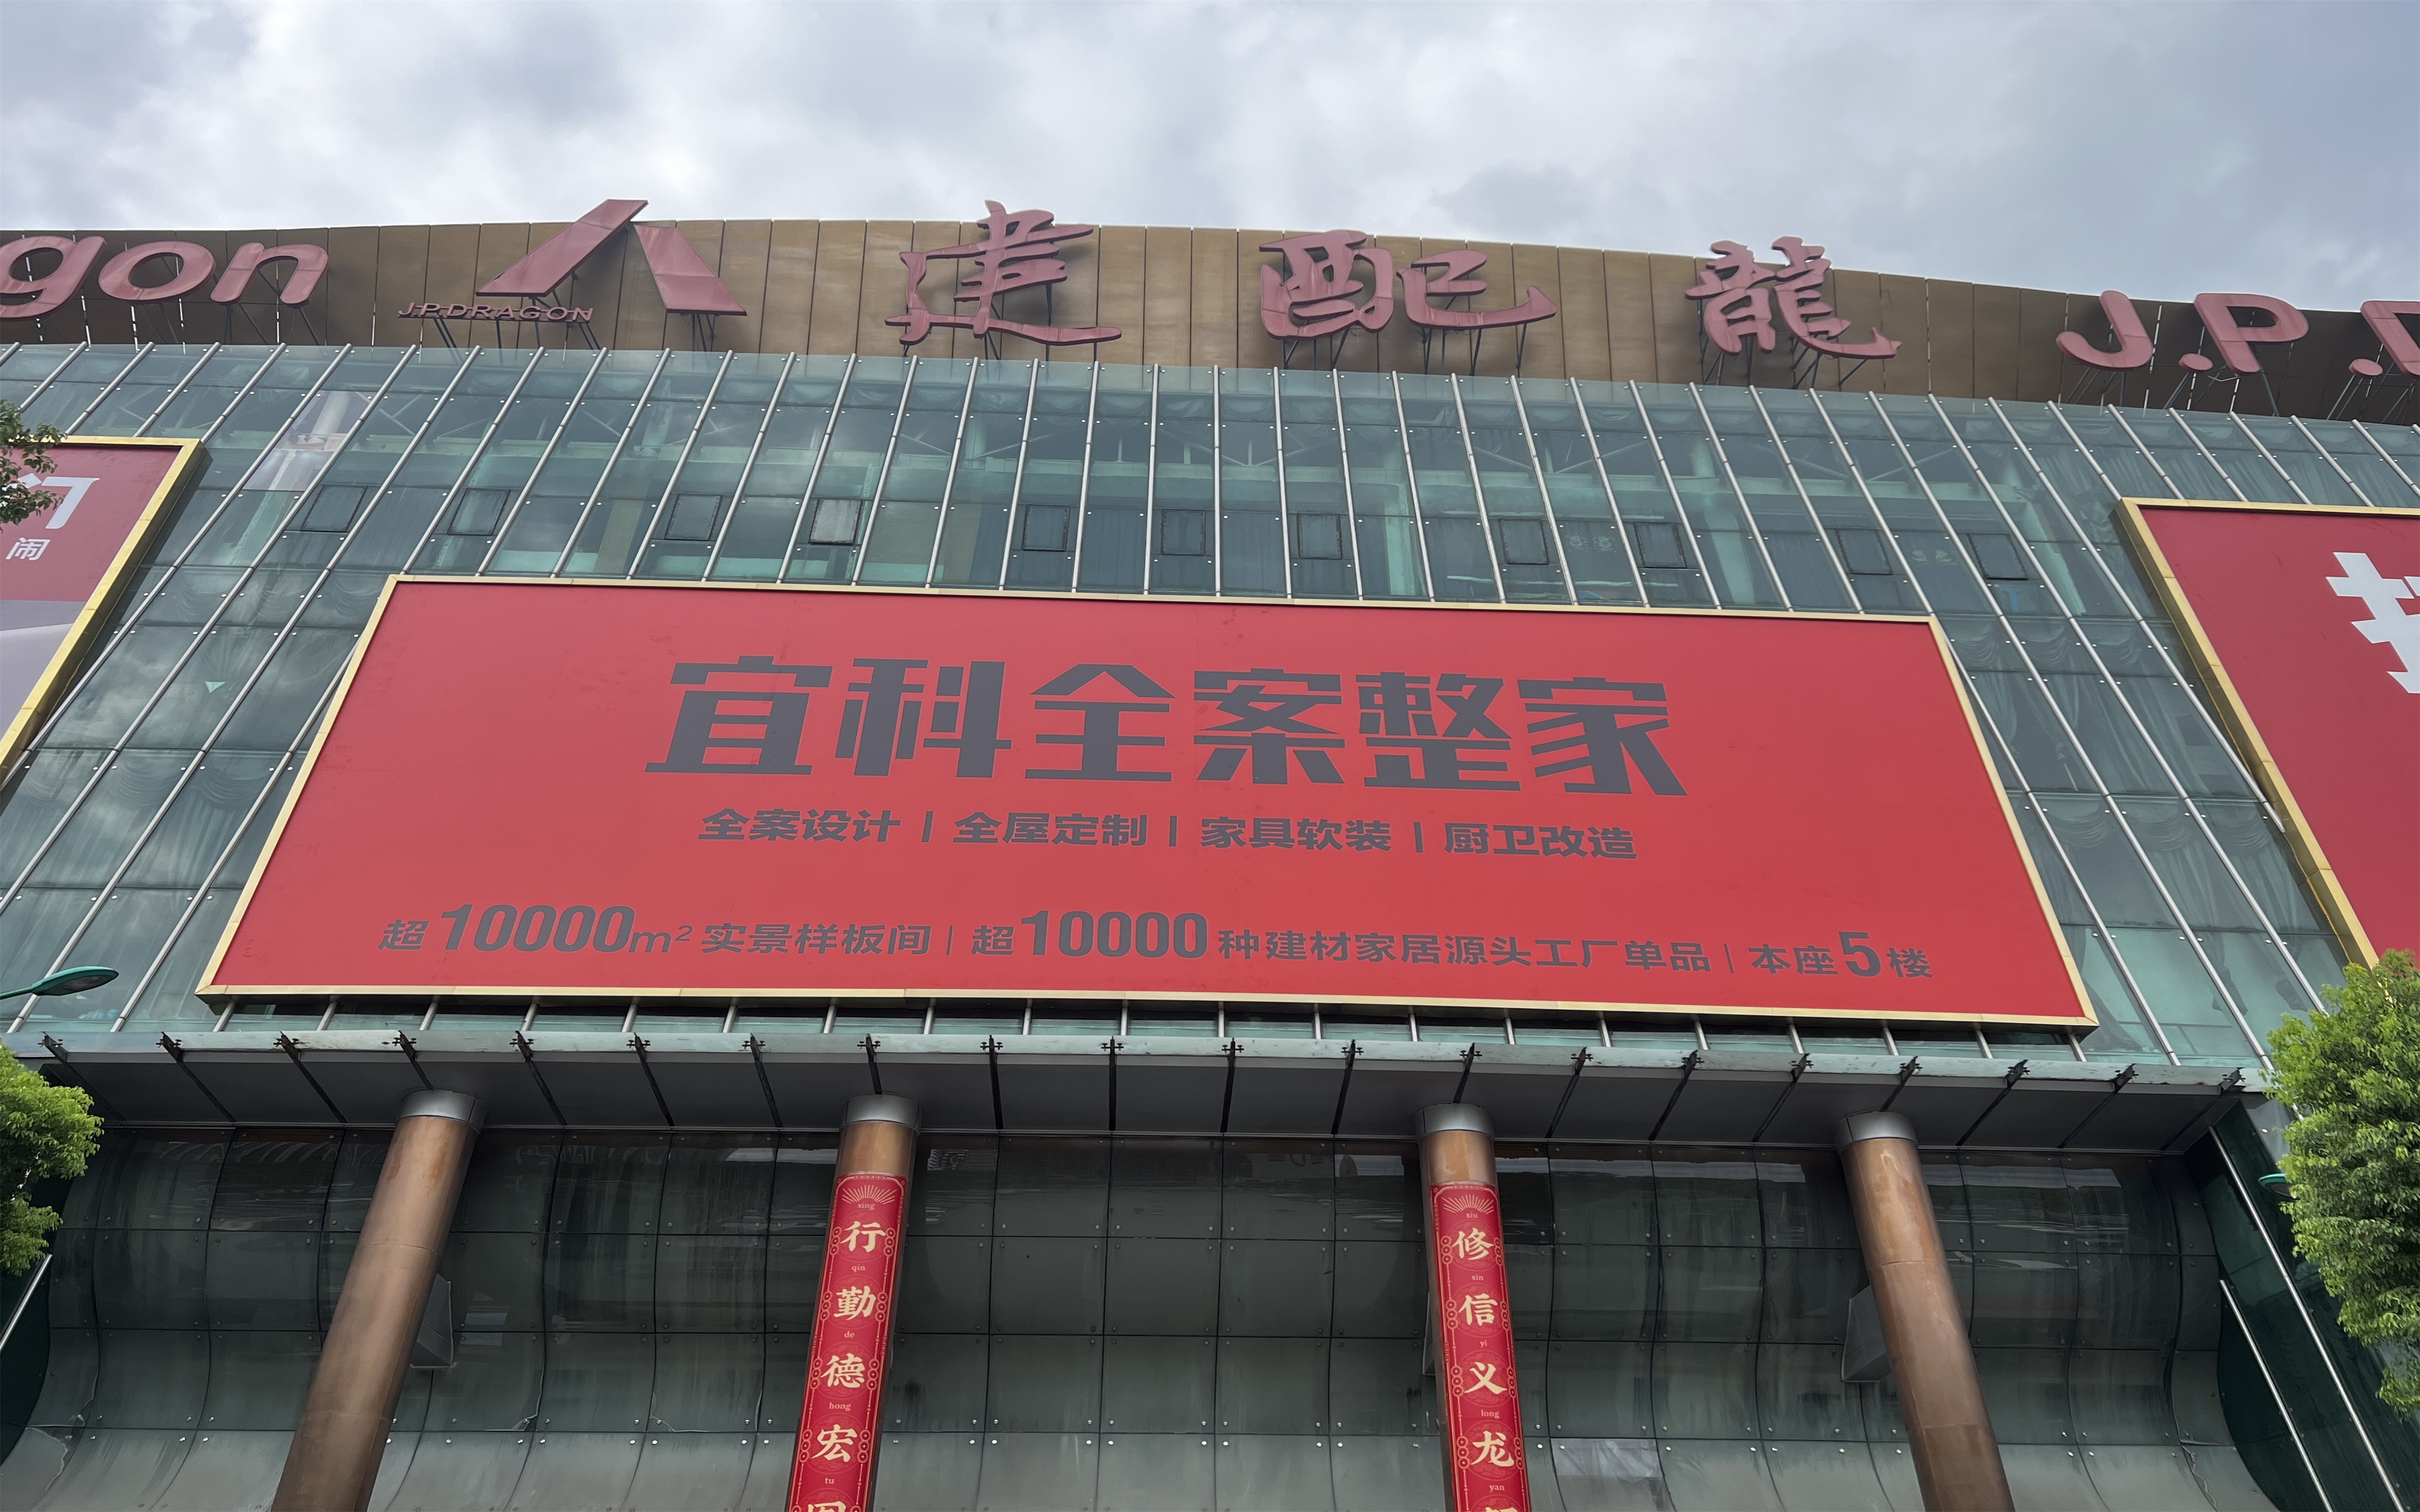 gon
J.P.DRAGON
建配龍
J.P.
门
闹
宜科全案整家
全案设计 | 全屋定制 | 家具软装 | 厨卫改造
超10000m²实景样板间 | 超10000种建材家居源头工厂单品 | 本座5楼
xing
行
qin
勤
de
德
hong
宏
tu
xiu
修
xin
信
yi
义
long
龙
yan